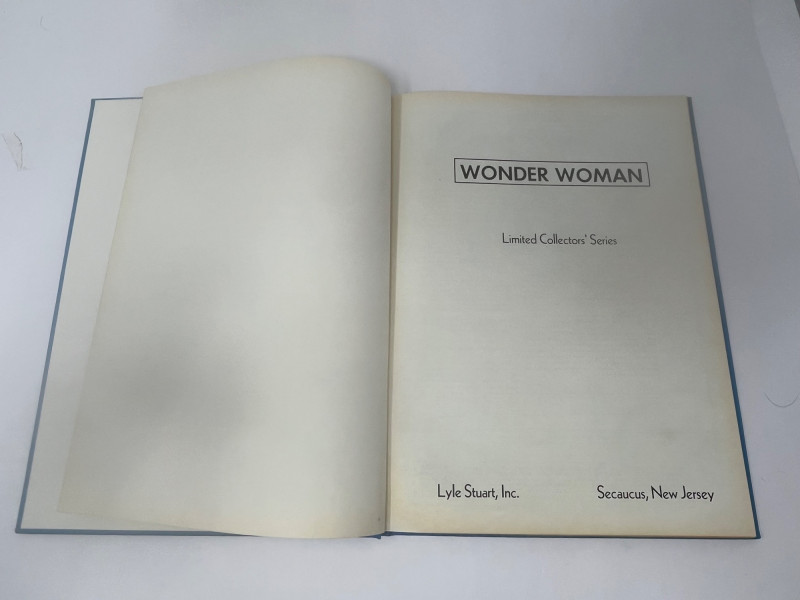 WONDER WOMAN
Limited Collectors' Series
Lyle Stuart, Inc. Secaucus, New Jersey